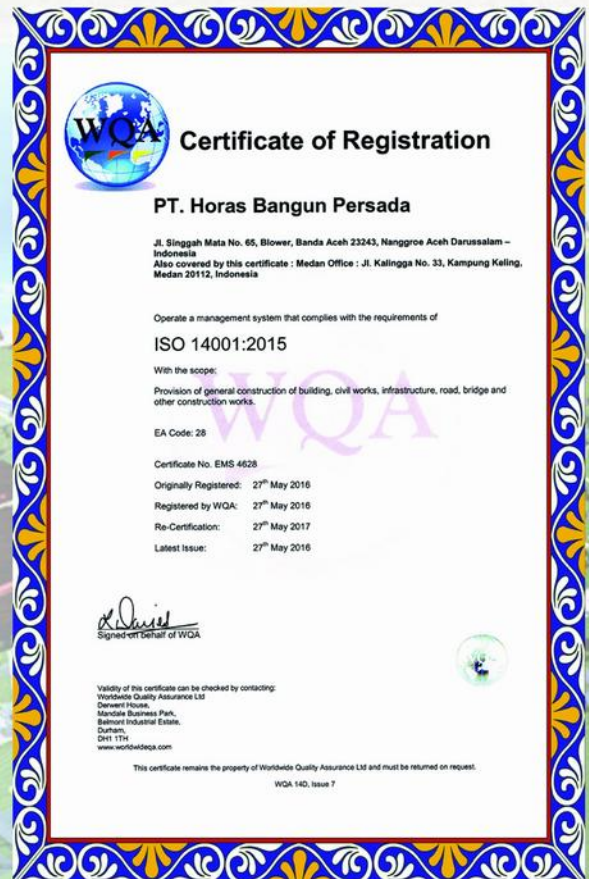 WQA
Certificate of Registration
PT. Horas Bangun Persada
Jl. Singgah Mata No. 65, Blower, Banda Aceh 23243, Nanggroe Aceh Darussalam –
Indonesia
Also covered by this certificate : Medan Office : Jl. Kalingga No. 33, Kampung Keling,
Medan 20112, Indonesia
Operate a management system that complies with the requirements of
ISO 14001:2015
With the scope:
Provision of general construction of building, civil works, infrastructure, road, bridge and
other construction works.
WQA
EA Code: 28
Certificate No. EMS 4628
Originally Registered: 27th May 2016
Registered by WQA: 27th May 2016
Re-Certification: 27th May 2017
Latest Issue: 27th May 2016
Signed on behalf of WQA
Validity of this certificate can be checked by contacting:
Worldwide Quality Assurance Ltd
Derwent House,
Mandale Business Park,
Belmont Industrial Estate,
Durham,
DH1 1TH
www.worldwideqa.com
This certificate remains the property of Worldwide Quality Assurance Ltd and must be returned on request.
WQA 14D, Issue 7